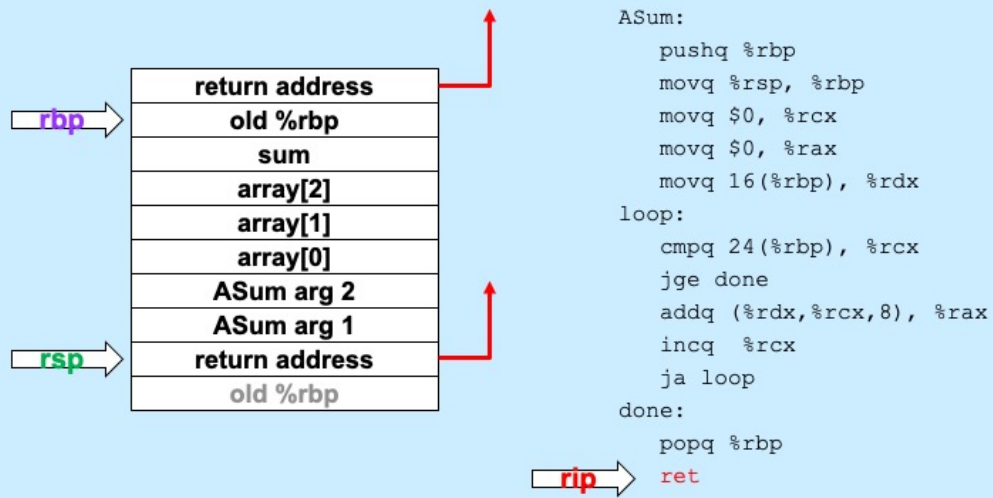 return address
rbp
old %rbp
sum
array[2]
array[1]
array[0]
ASum arg 2
ASum arg 1
rsp
return address
old %rbp
ASum:
pushq %rbp
movq %rsp, %rbp
movq $0, %rcx
movq $0, %rax
movq 16(%rbp), %rdx
loop:
cmpq 24(%rbp), %rcx
jge done
addq (%rdx,%rcx,8), %rax
incq %rcx
ja loop
done:
popq %rbp
rip
ret